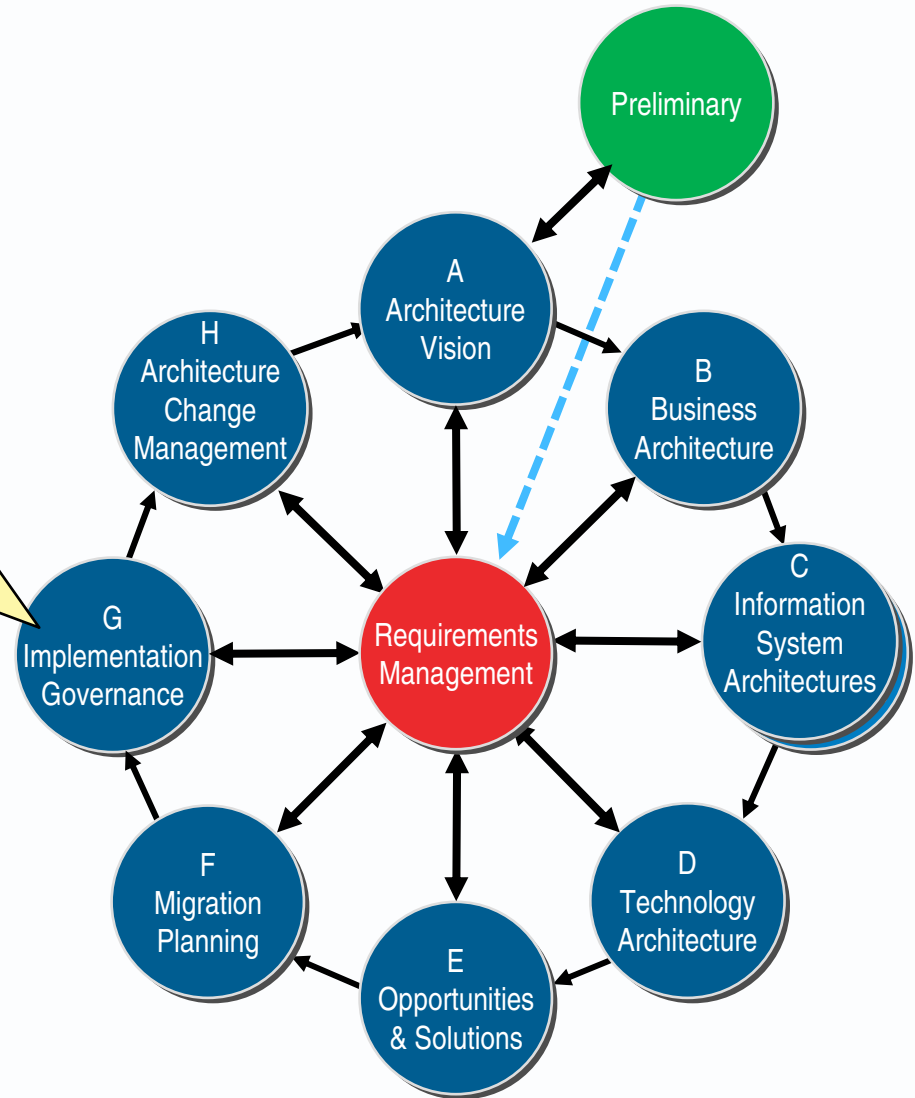 Preliminary
A
Architecture
Vision
B
Business
Architecture
C
Information
System
Architectures
D
Technology
Architecture
E
Opportunities
& Solutions
F
Migration
Planning
G
Implementation
Governance
H
Architecture
Change
Management
Requirements
Management